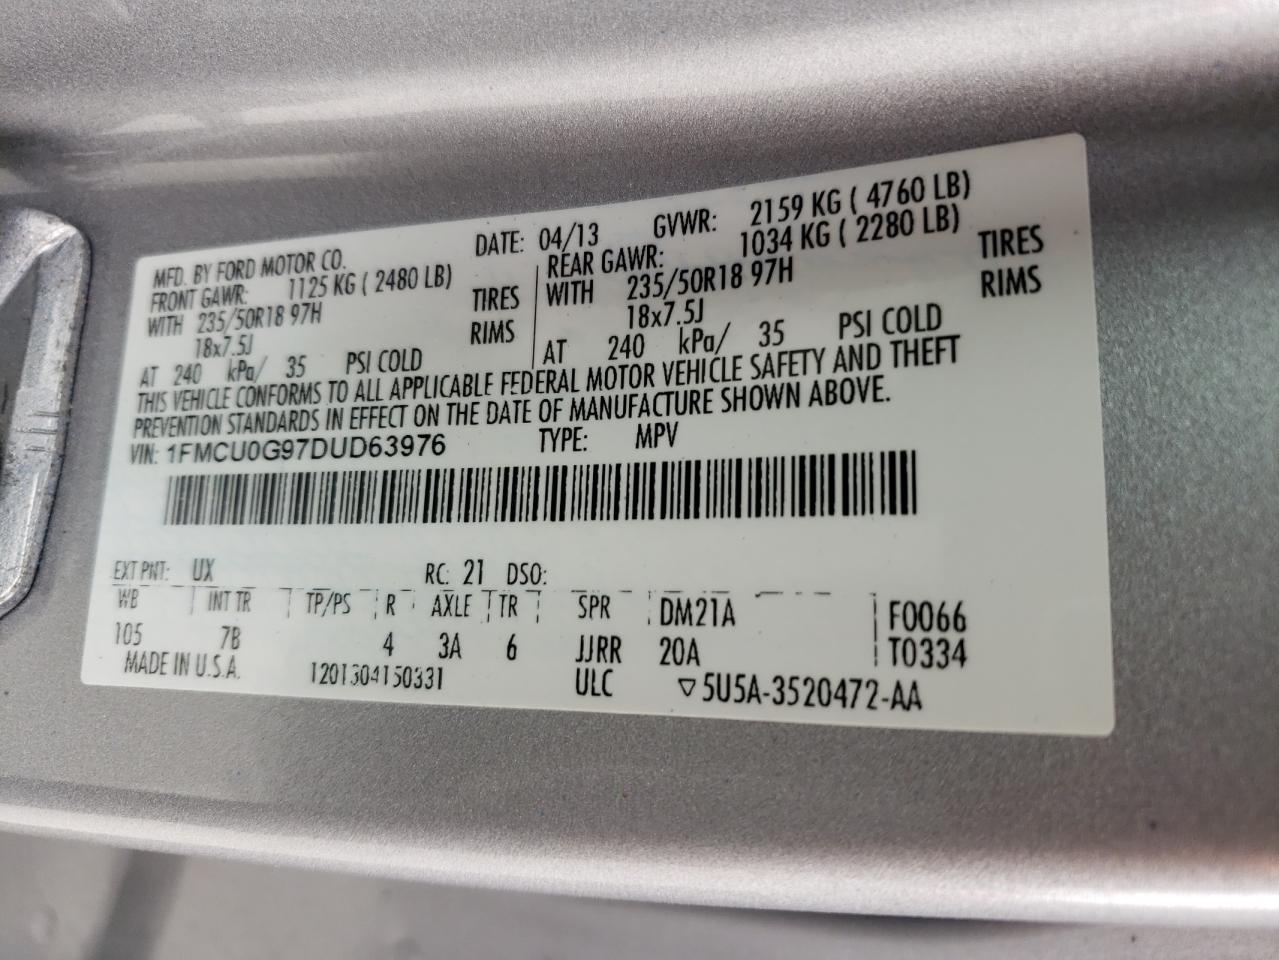 MFD. BY FORD MOTOR CO. DATE: 04/13 GVWR: 2159 KG ( 4760 LB)
FRONT GAWR: 1125 KG ( 2480 LB) REAR GAWR: 1034 KG ( 2280 LB)
WITH 235/50R18 97H TIRES WITH 235/50R18 97H TIRES
18x7.5J RIMS 18x7.5J RIMS
AT 240 kPa/ 35 PSI COLD AT 240 kPa/ 35 PSI COLD
THIS VEHICLE CONFORMS TO ALL APPLICABLE FEDERAL MOTOR VEHICLE SAFETY AND THEFT
PREVENTION STANDARDS IN EFFECT ON THE DATE OF MANUFACTURE SHOWN ABOVE.
VIN: 1FMCU0G97DUD63976 TYPE: MPV
EXT PNT: UX RC: 21 DSO:
WB INT TR TP/PS R AXLE TR SPR DM21A F0066
105 7B 4 3A 6 JJRR 20A T0334
MADE IN U.S.A. 1201304150331 ULC ▽5U5A-3520472-AA